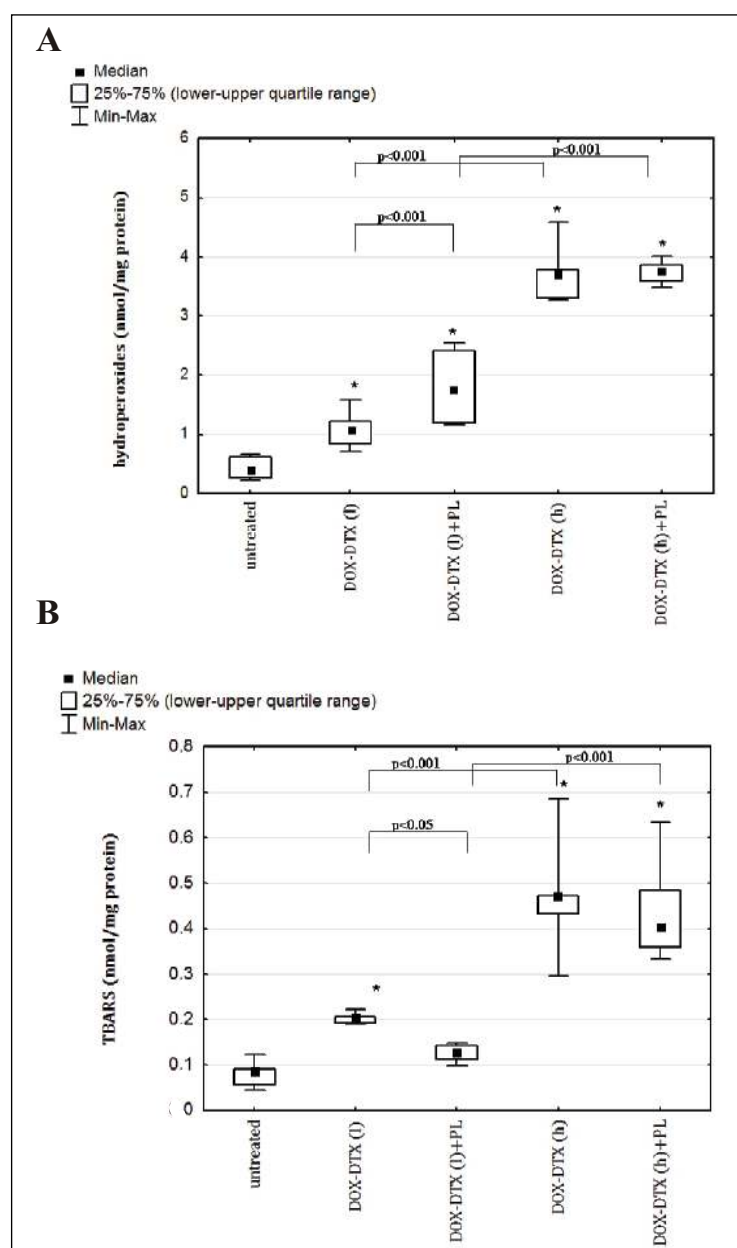 A
Median
25%-75% (lower-upper quartile range)
Min-Max
6
5
4
3
2
1
0
hydroperoxides (nmol/mg protein)
p<0.001
p<0.001
p<0.001
*
*
*
*
untreated
DOX-DTX (l)
DOX-DTX (l)+PL
DOX-DTX (h)
DOX-DTX (h)+PL
B
Median
25%-75% (lower-upper quartile range)
Min-Max
0.8
0.7
0.6
0.5
0.4
0.3
0.2
0.1
0
TBARS (nmol/mg protein)
p<0.001
p<0.001
p<0.05
*
*
*
untreated
DOX-DTX (l)
DOX-DTX (l)+PL
DOX-DTX (h)
DOX-DTX (h)+PL